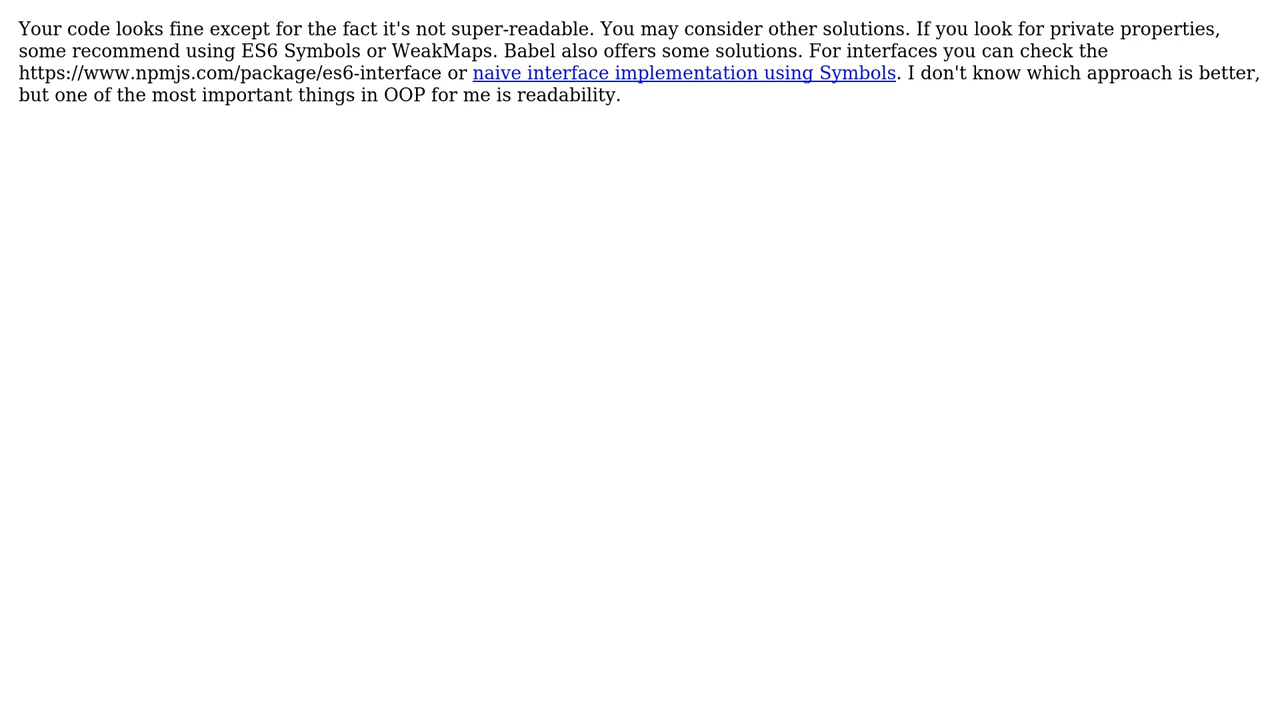 Your code looks fine except for the fact it's not super-readable. You may consider other solutions. If you look for private properties,
some recommend using ES6 Symbols or WeakMaps. Babel also offers some solutions. For interfaces you can check the
https://www.npmjs.com/package/es6-interface or naive interface implementation using Symbols. I don't know which approach is better,
but one of the most important things in OOP for me is readability.